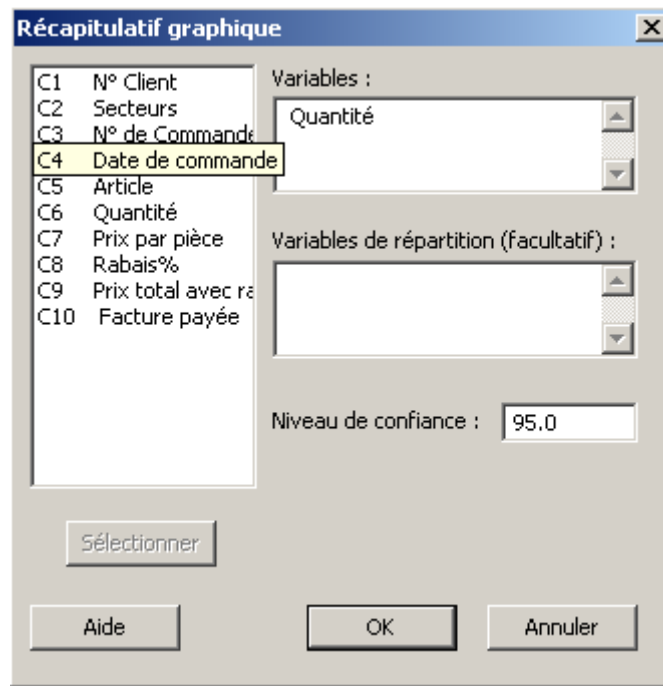 Récapitulatif graphique
C1 N° Client
C2 Secteurs
C3 N° de Commande
C4 Date de commande
C5 Article
C6 Quantité
C7 Prix par pièce
C8 Rabais%
C9 Prix total avec ra
C10 Facture payée
Variables :
Quantité
Variables de répartition (facultatif) :
Niveau de confiance : 95.0
Sélectionner
Aide OK Annuler